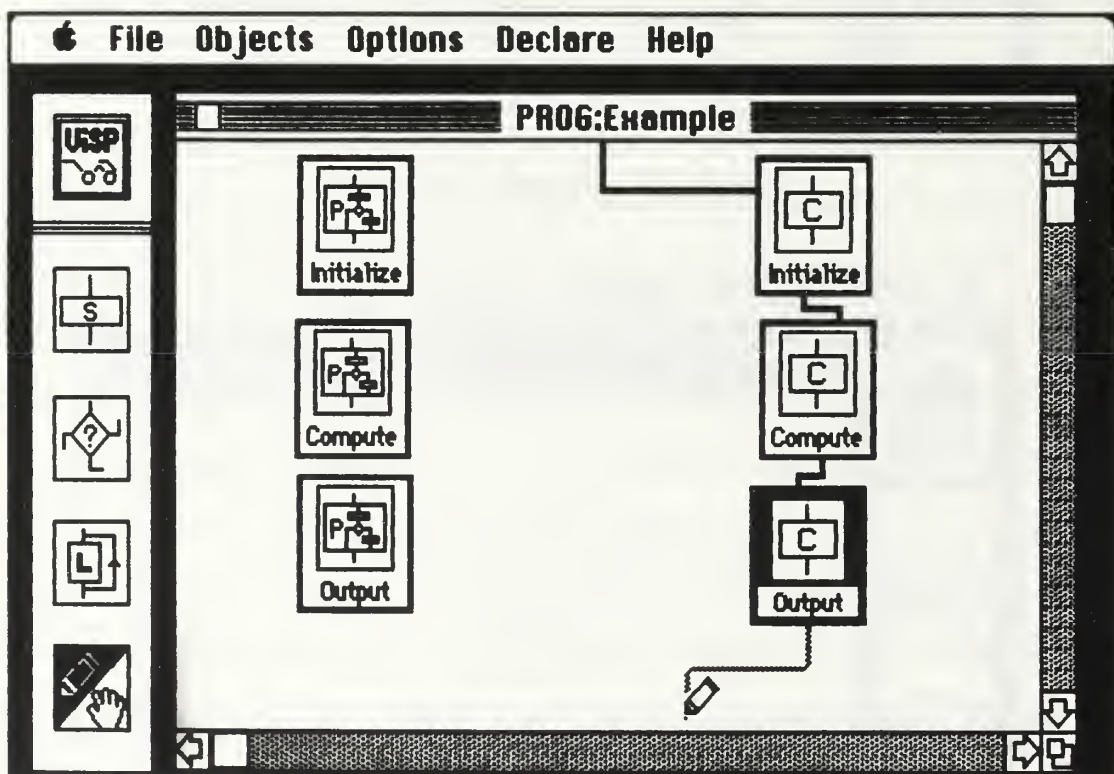 File Objects Options Declare Help
PROG:Example
ViSP
S
?
L
P
Initialize
P
Compute
P
Output
C
Initialize
C
Compute
C
Output